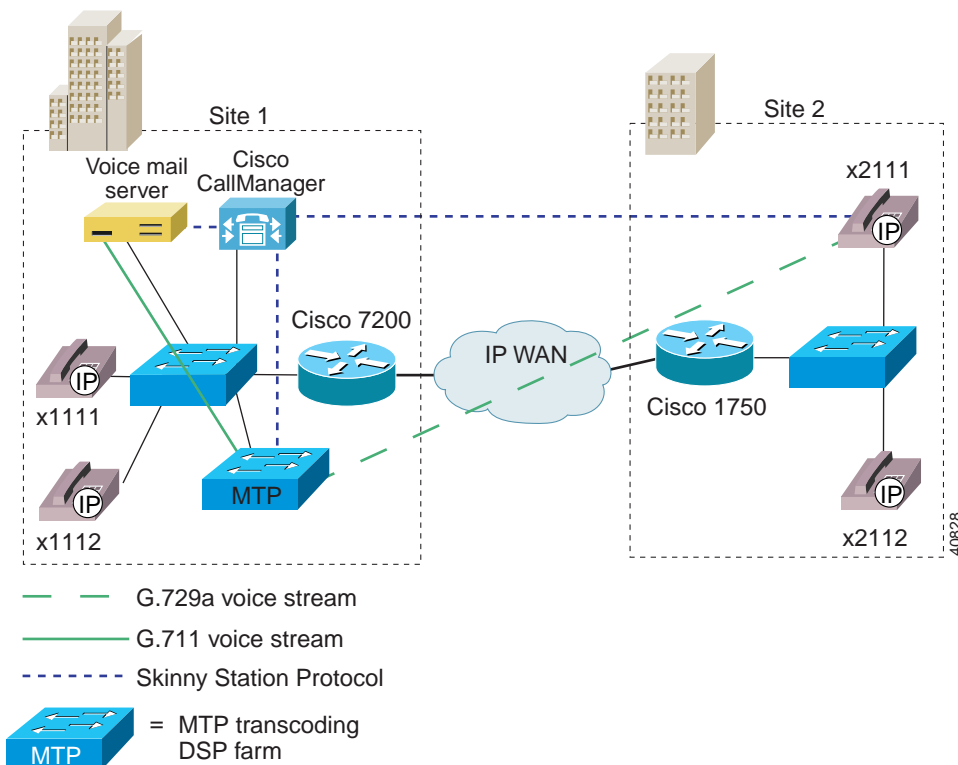 Site 1
Site 2
Voice mail
server
Cisco
CallManager
x2111
IP
Cisco 7200
IP WAN
Cisco 1750
IP
x1111
MTP
IP
x1112
IP
x2112
40828
G.729a voice stream
G.711 voice stream
Skinny Station Protocol
MTP
= MTP transcoding
DSP farm